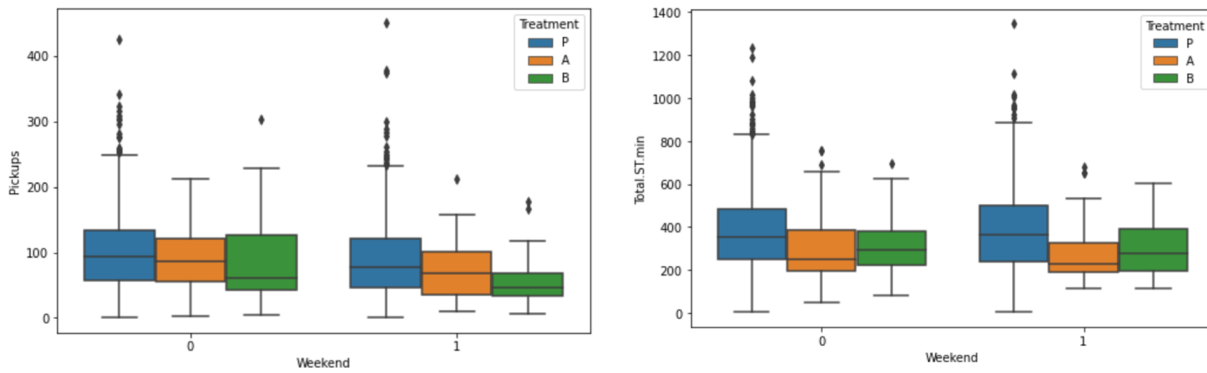 Treatment
P
A
B
400
300
200
100
0
Pickups
0
1
Weekend
Treatment
P
A
B
1400
1200
1000
800
600
400
200
0
Total.ST.min
0
1
Weekend